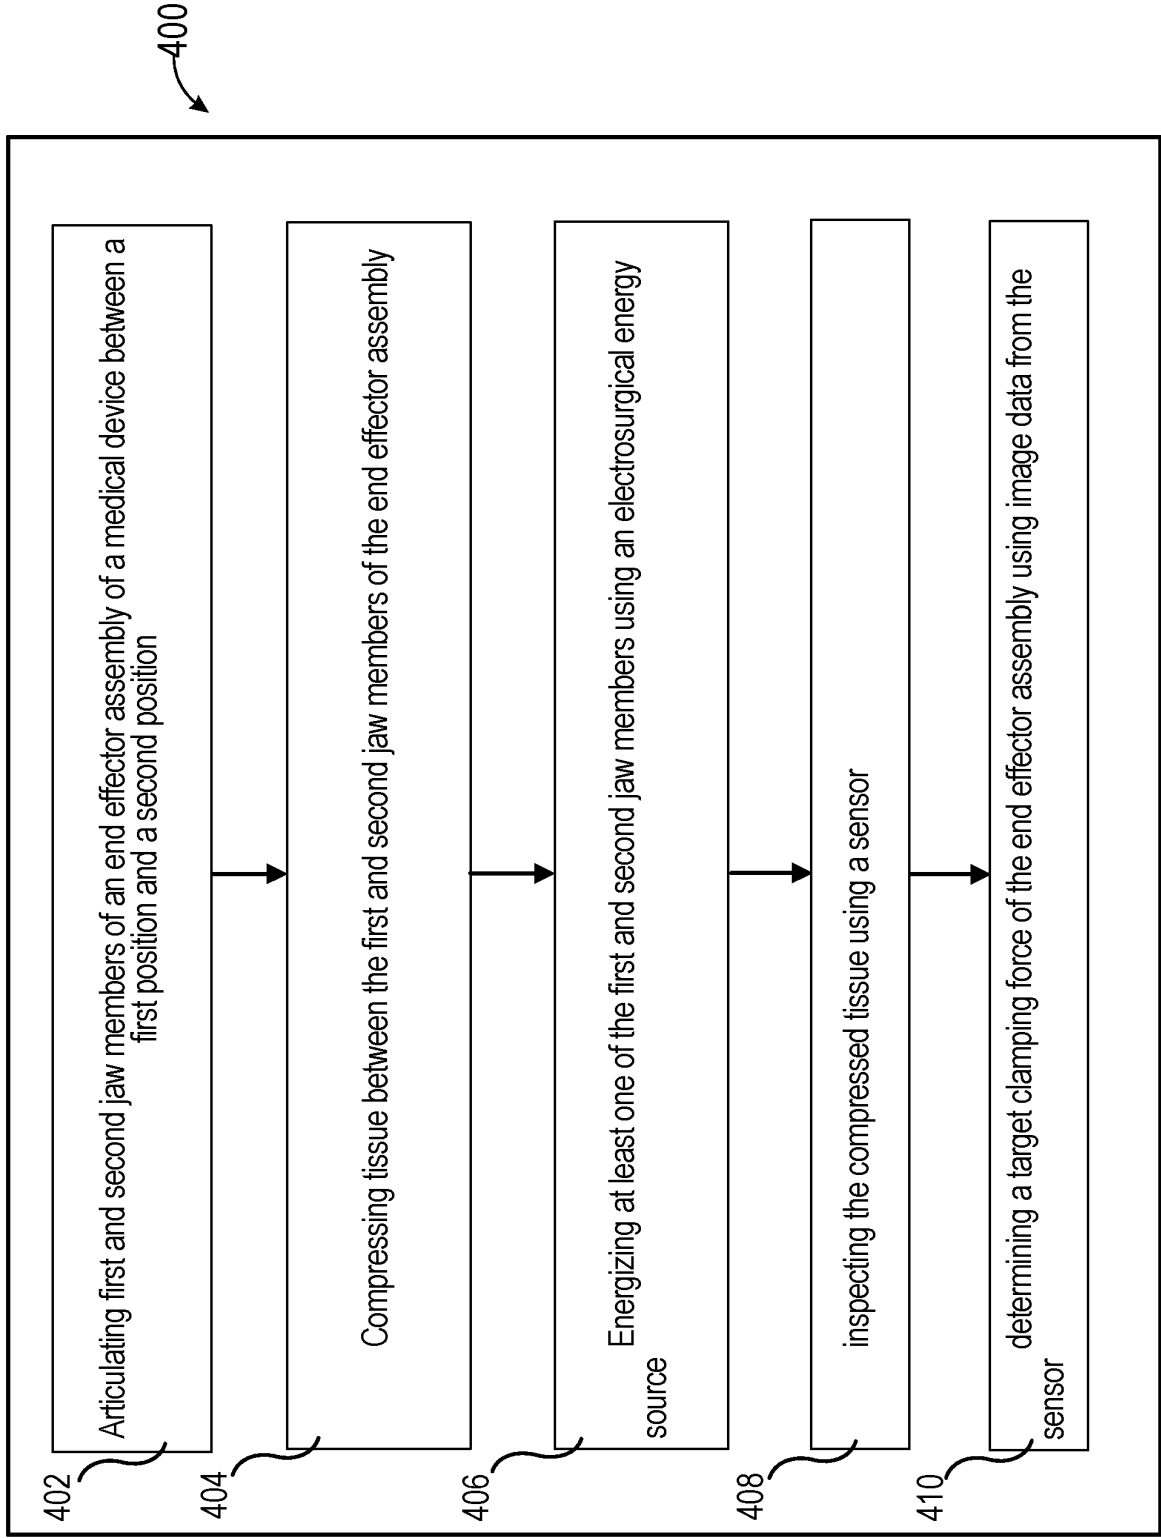 400
402
Articulating first and second jaw members of an end effector assembly of a medical device between a
first position and a second position
404
Compressing tissue between the first and second jaw members of the end effector assembly
406
Energizing at least one of the first and second jaw members using an electrosurgical energy
source
408
inspecting the compressed tissue using a sensor
410
determining a target clamping force of the end effector assembly using image data from the
sensor